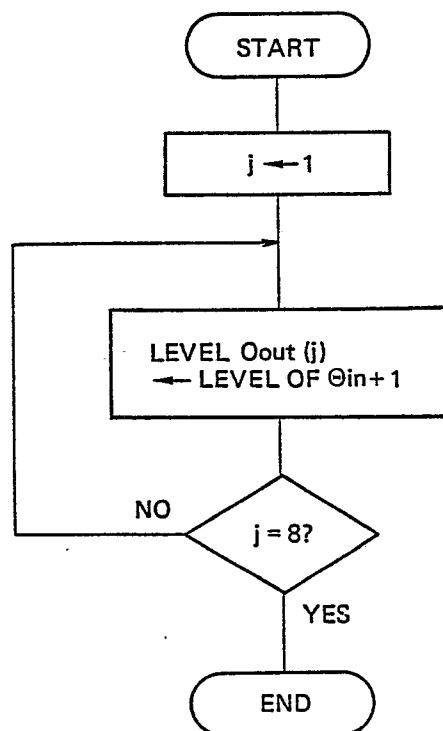 START
j ← 1
LEVEL Oout (j)
← LEVEL OF Θin+1
NO
j = 8?
YES
END